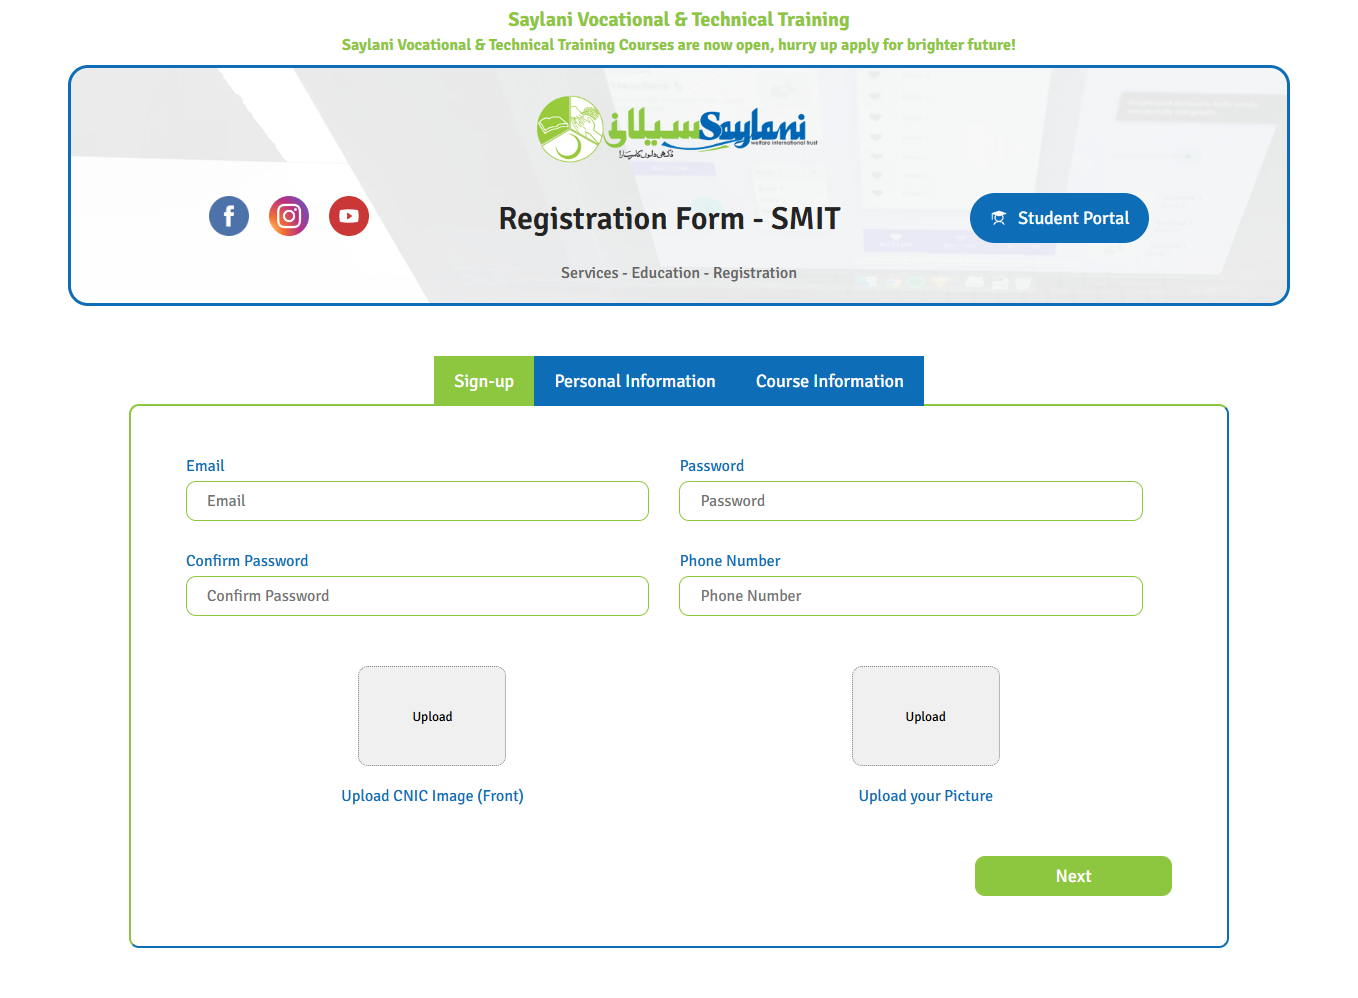 Saylani Vocational & Technical Training
Saylani Vocational & Technical Training Courses are now open, hurry up apply for brighter future!
سیلانی Saylani
welfare international trust
Registration Form - SMIT
Student Portal
Services - Education - Registration
Sign-up
Personal Information
Course Information
Email
Password
Email
Password
Confirm Password
Phone Number
Confirm Password
Phone Number
Upload
Upload
Upload CNIC Image (Front)
Upload your Picture
Next